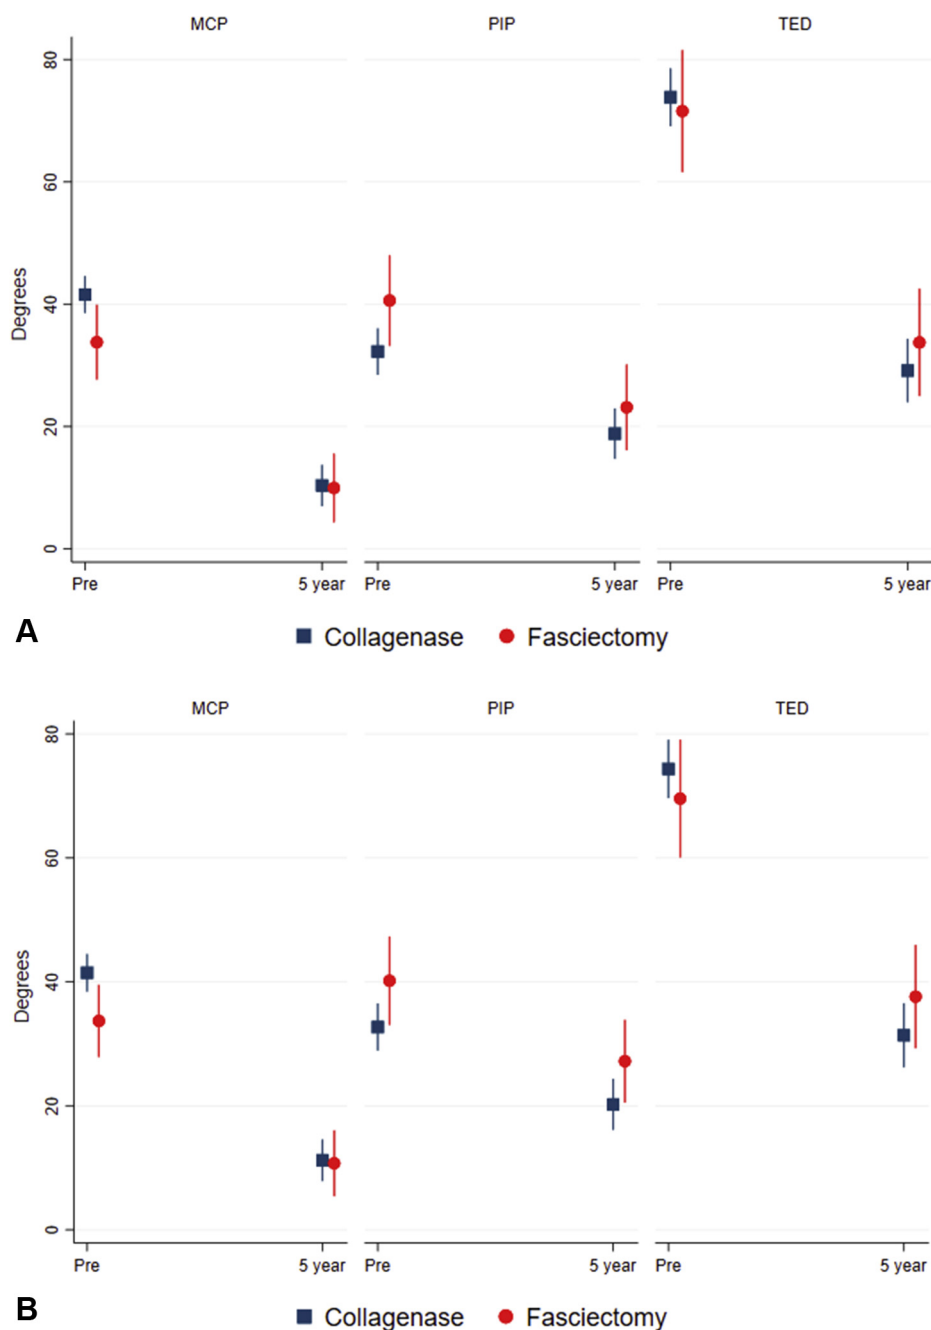 MCP PIP TED
80
60
40
20
0
Degrees
Pre 5 year Pre 5 year Pre 5 year
A
Collagenase Fasciectomy
MCP PIP TED
80
60
40
20
0
Degrees
Pre 5 year Pre 5 year Pre 5 year
B
Collagenase Fasciectomy